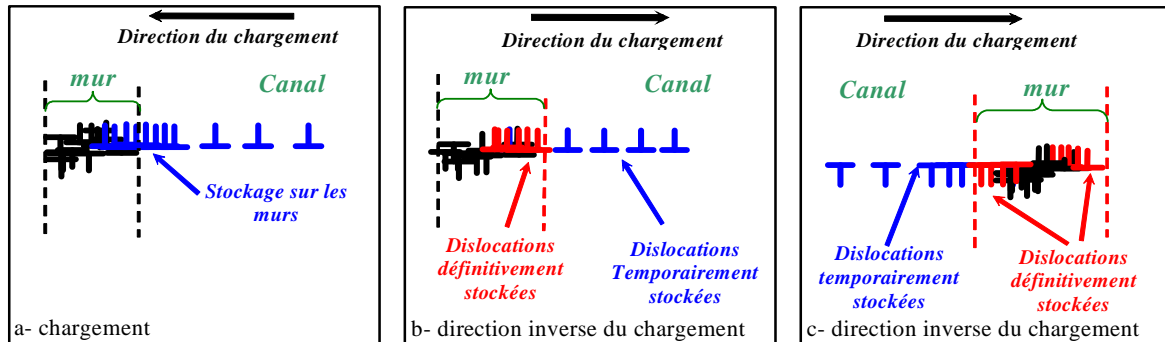 Direction du chargement
mur
Canal
Stockage sur les
murs
a- chargement
Direction du chargement
mur
Canal
Dislocations
définitivement
stockées
Dislocations
Temporairement
stockées
b- direction inverse du chargement
Direction du chargement
Canal
mur
Dislocations
temporairement
stockées
Dislocations
définitivement
stockées
c- direction inverse du chargement